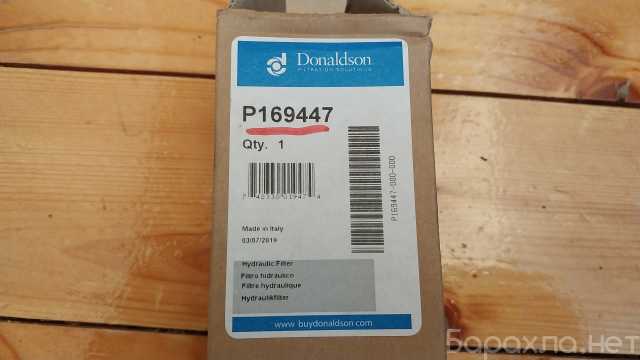 Donaldson
FILTRATION SOLUTIONS
P169447
Qty. 1
P169447-000-000
Made in Italy
03/07/2019
Hydraulic Filter
Filtro hidraulico
Filtre hydraulique
Hydraulikfilter
www.buydonaldson.com
Барахла.нет